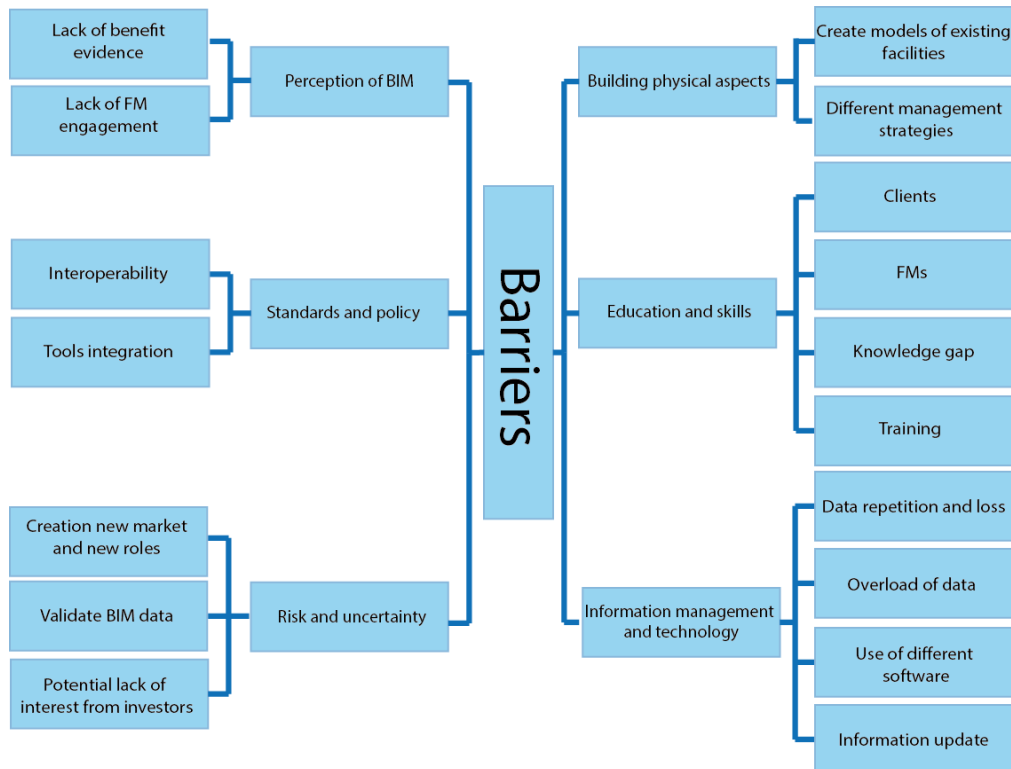 Lack of benefit
evidence
Lack of FM
engagement
Perception of BIM
Interoperability
Tools integration
Standards and policy
Creation new market
and new roles
Validate BIM data
Potential lack of
interest from investors
Risk and uncertainty
Barriers
Building physical aspects
Create models of existing
facilities
Different management
strategies
Education and skills
Clients
FMs
Knowledge gap
Training
Information management
and technology
Data repetition and loss
Overload of data
Use of different
software
Information update